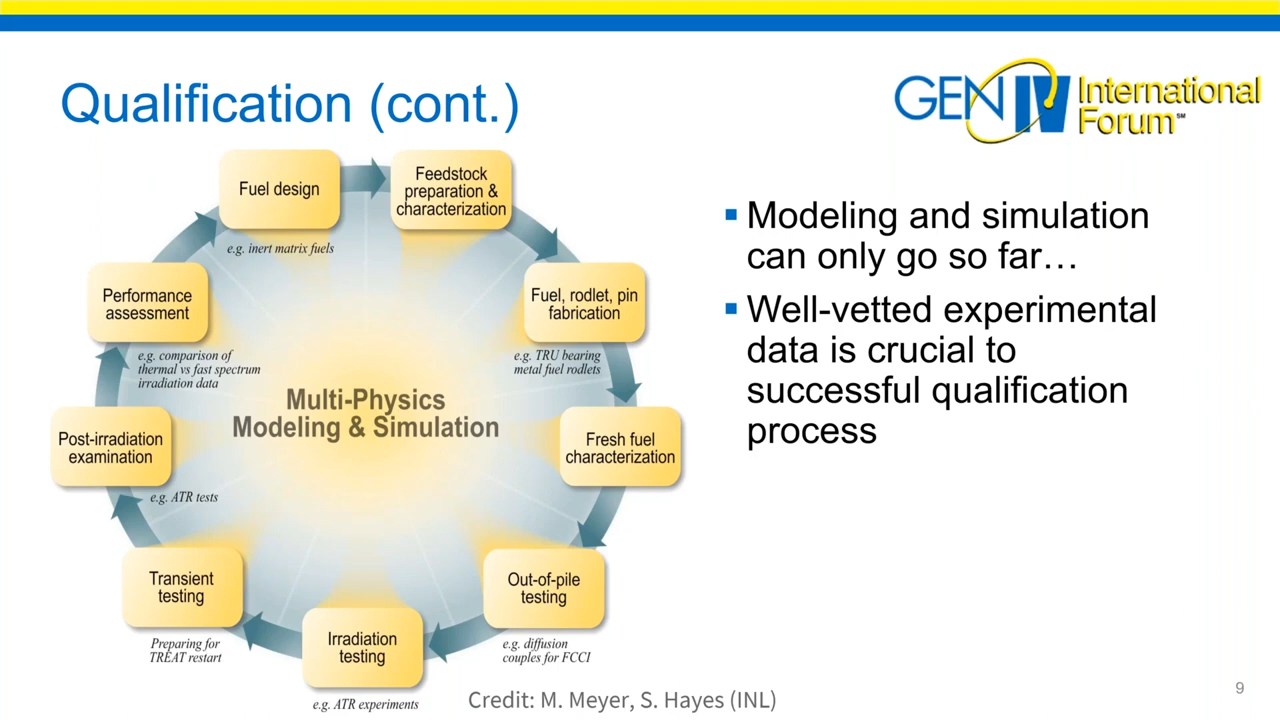 Qualification (cont.)
GEN IV International
Forum℠
Fuel design
e.g. inert matrix fuels
Feedstock
preparation &
characterization
Fuel, rodlet, pin
fabrication
e.g. TRU bearing
metal fuel rodlets
Fresh fuel
characterization
Out-of-pile
testing
e.g. diffusion
couples for FCCI
Irradiation
testing
e.g. ATR experiments
Transient
testing
Preparing for
TREAT restart
Post-irradiation
examination
e.g. ATR tests
Performance
assessment
e.g. comparison of
thermal vs fast spectrum
irradiation data
Multi-Physics
Modeling & Simulation
▪ Modeling and simulation
can only go so far…
▪ Well-vetted experimental
data is crucial to
successful qualification
process
Credit: M. Meyer, S. Hayes (INL)
9